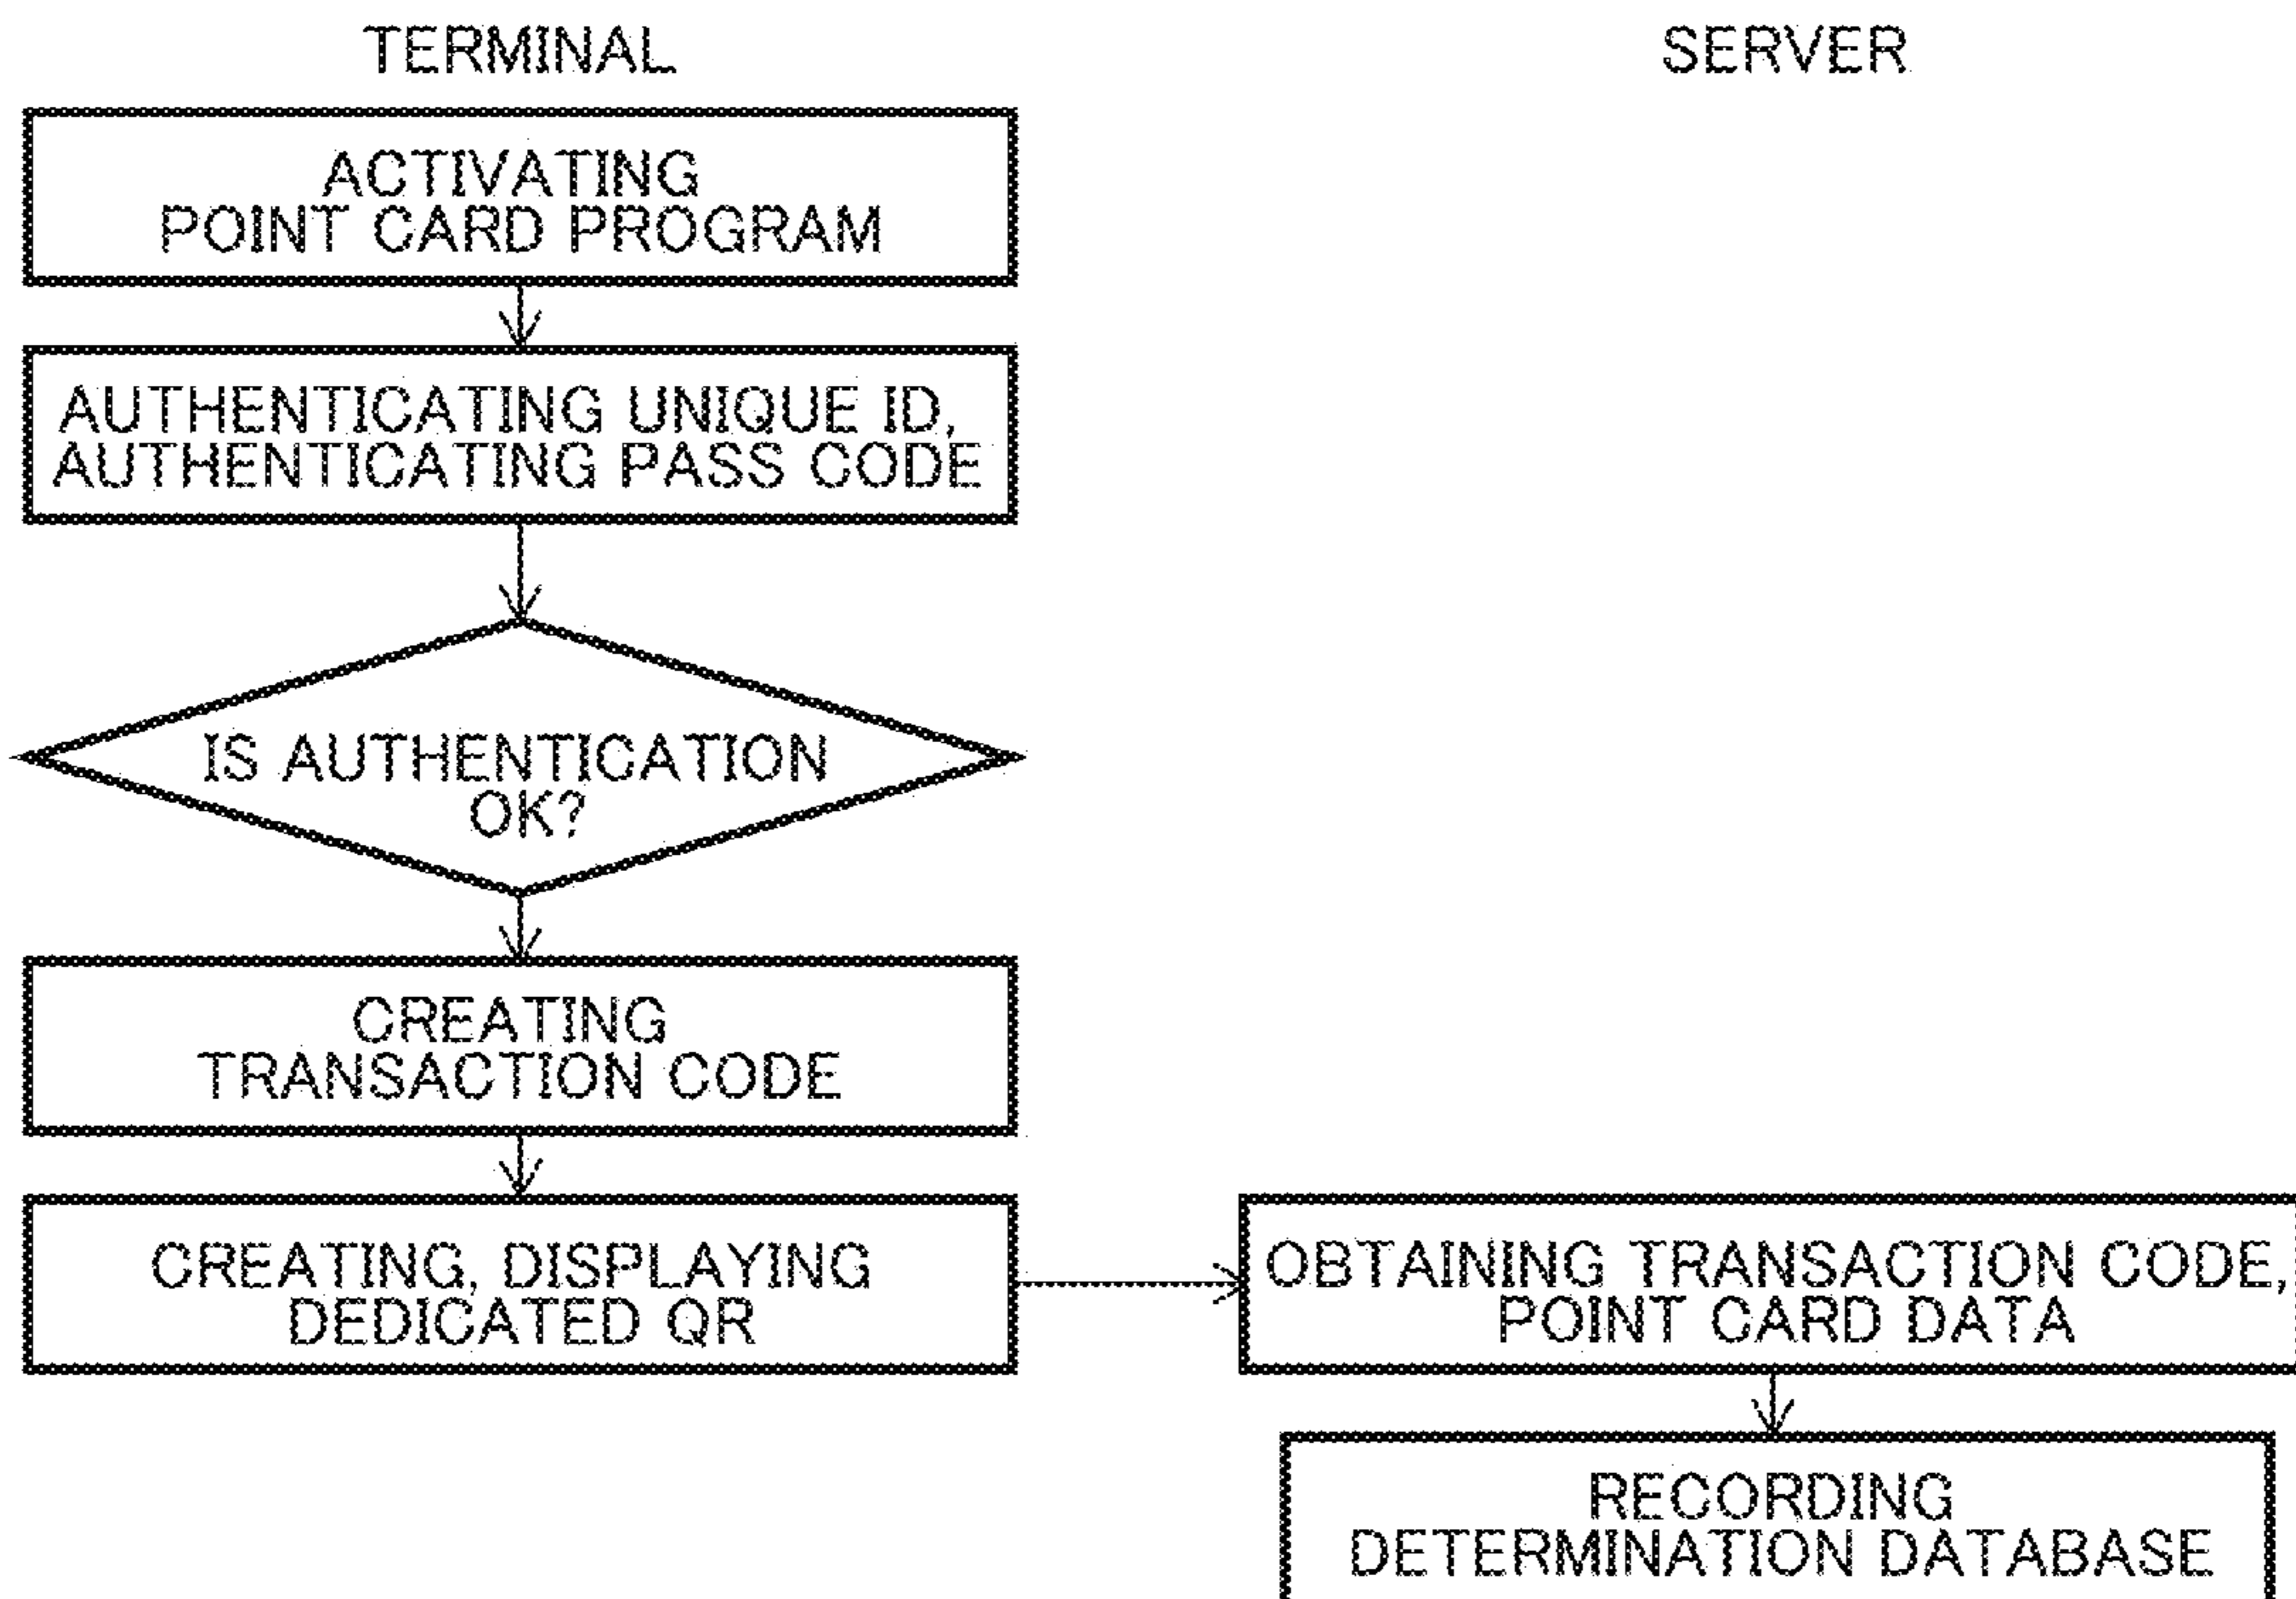 TERMINAL
SERVER
ACTIVATING
POINT CARD PROGRAM
AUTHENTICATING UNIQUE ID,
AUTHENTICATING PASS CODE
IS AUTHENTICATION
OK?
CREATING
TRANSACTION CODE
CREATING, DISPLAYING
DEDICATED QR
OBTAINING TRANSACTION CODE,
POINT CARD DATA
RECORDING
DETERMINATION DATABASE